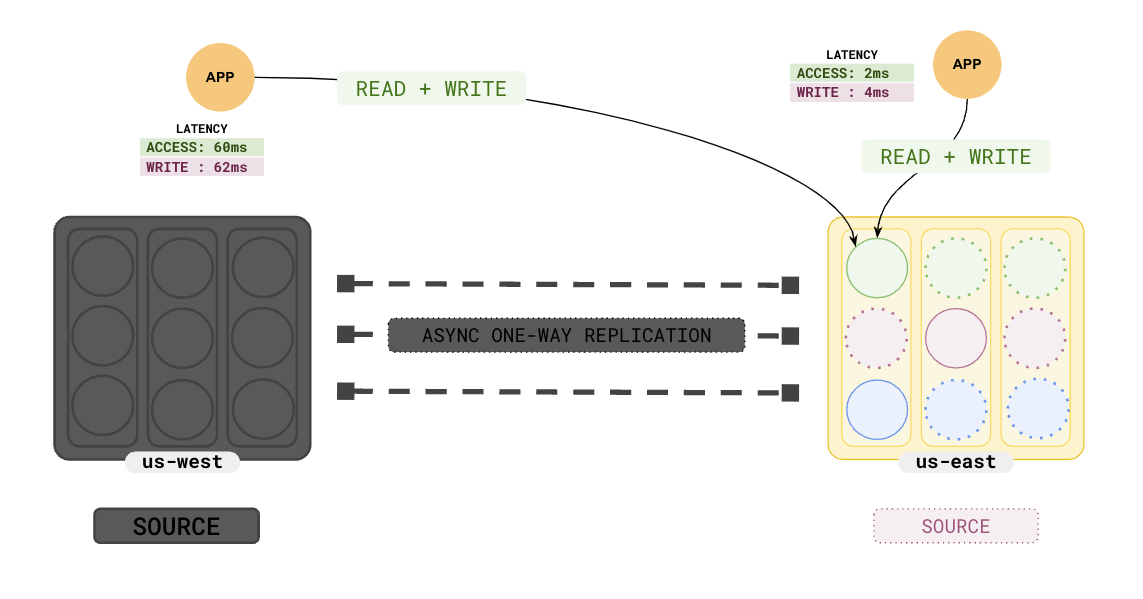 APP
READ + WRITE
LATENCY
ACCESS: 60ms
WRITE : 62ms
LATENCY
ACCESS: 2ms
WRITE : 4ms
APP
READ + WRITE
ASYNC ONE-WAY REPLICATION
us-west
us-east
SOURCE
SOURCE